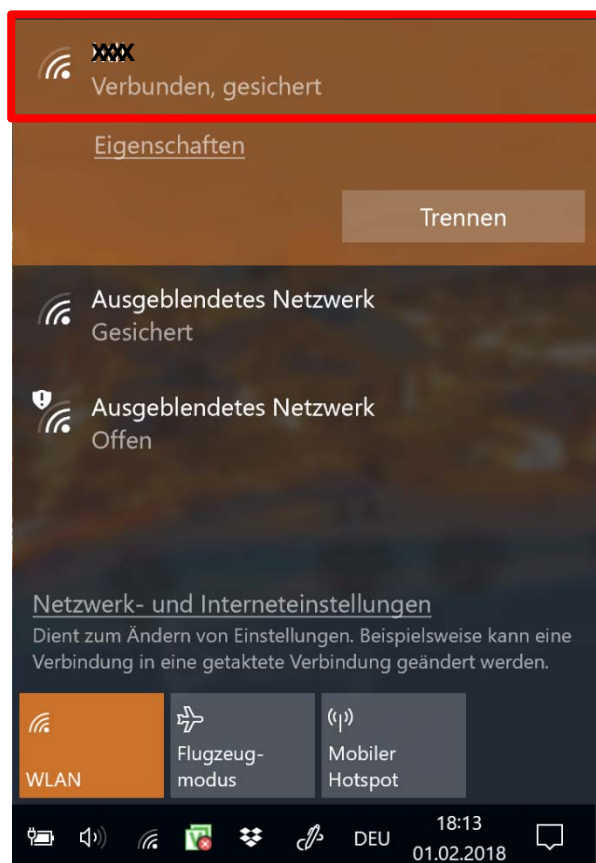 XXXX
Verbunden, gesichert
Eigenschaften
Trennen
Ausgeblendetes Netzwerk
Gesichert
Ausgeblendetes Netzwerk
Offen
Netzwerk- und Interneteinstellungen
Dient zum Ändern von Einstellungen. Beispielsweise kann eine
Verbindung in eine getaktete Verbindung geändert werden.
WLAN
Flugzeug-
modus
Mobiler
Hotspot
DEU
18:13
01.02.2018